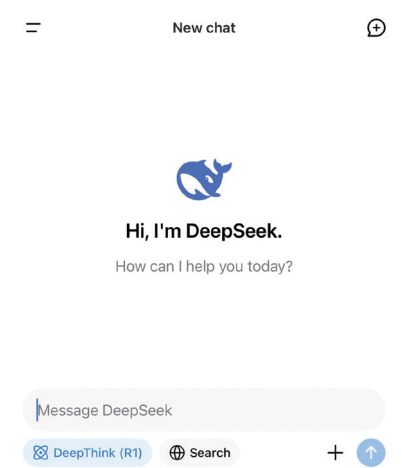 New chat
Hi, I'm DeepSeek.
How can I help you today?
Message DeepSeek
DeepThink (R1) Search